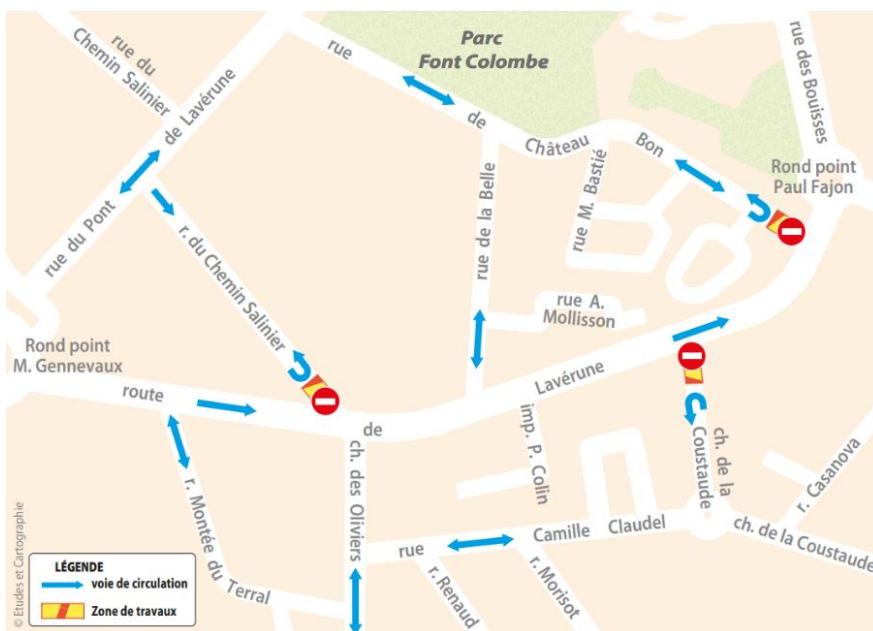 rue du
Chemin Salinier
rue
Parc
Font Colombe
rue des Bouisses
de Lavérune
de
Château
Bon
Rond point
Paul Fajon
rue du Pont
r. du Chemin Salinier
rue de la Belle
rue M. Bastié
rue A.
Mollisson
Rond point
M. Gennevaux
route
de
Lavérune
imp. P. Colin
ch. de la
Coustaude
r. Casanova
r. Montée du Terral
ch. des Oliviers
rue
Camille
Claudel
ch. de la Coustaude
r. Renaud
r. Morisot
© Etudes et Cartographie
LÉGENDE
voie de circulation
Zone de travaux